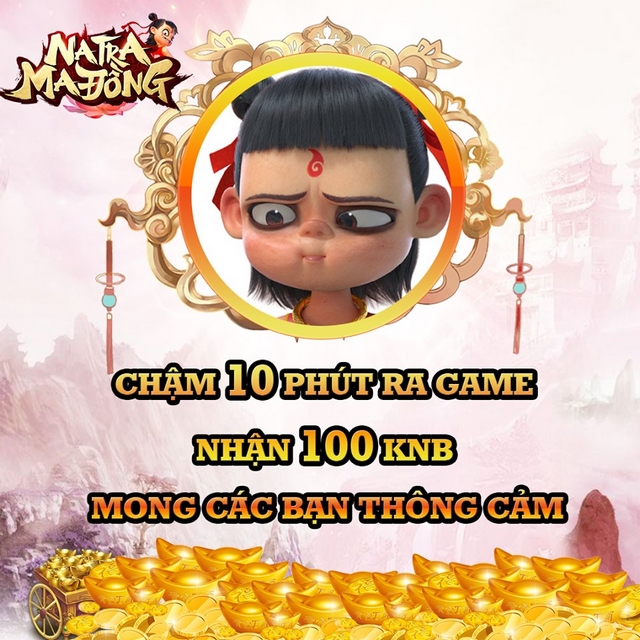 NATRA
MA ĐỒNG
CHẬM 10 PHÚT RA GAME
NHẬN 100 KNB
MONG CÁC BẠN THÔNG CẢM